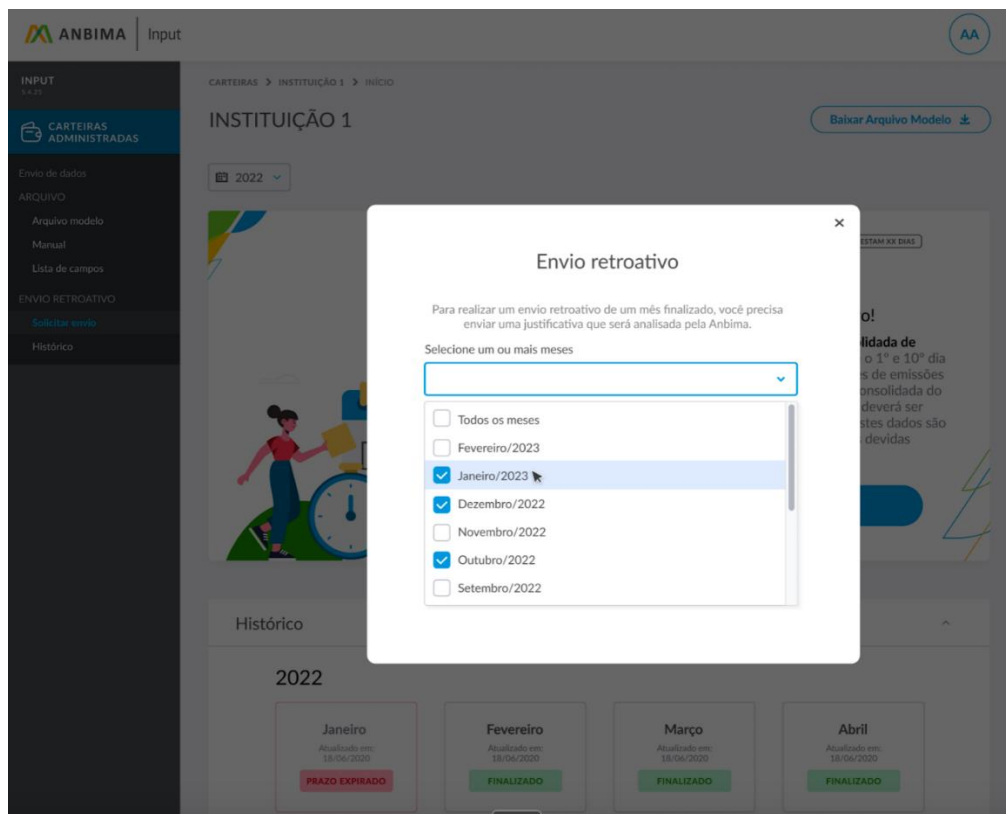 ANBIMA Input
AA
INPUT
CARTEIRAS
ADMINISTRADAS
Envio de dados
ARQUIVO
Arquivo modelo
Manual
Lista de campos
ENVIO RETROATIVO
Solicitar envio
Histórico
CARTEIRAS > INSTITUIÇÃO 1 > INÍCIO
INSTITUIÇÃO 1
Baixar Arquivo Modelo
2022
ESTAM XX DIAS
o!
lidada de
o 1º e 10º dia
s de emissões
onsolidada do
deverá ser
stes dados são
devidas
Envio retroativo
Para realizar um envio retroativo de um mês finalizado, você precisa
enviar uma justificativa que será analisada pela Anbima.
Selecione um ou mais meses
Todos os meses
Fevereiro/2023
Janeiro/2023
Dezembro/2022
Novembro/2022
Outubro/2022
Setembro/2022
Histórico
2022
Janeiro
Atualizado em:
18/06/2020
PRAZO EXPIRADO
Fevereiro
Atualizado em:
18/06/2020
FINALIZADO
Março
Atualizado em:
18/06/2020
FINALIZADO
Abril
Atualizado em:
18/06/2020
FINALIZADO